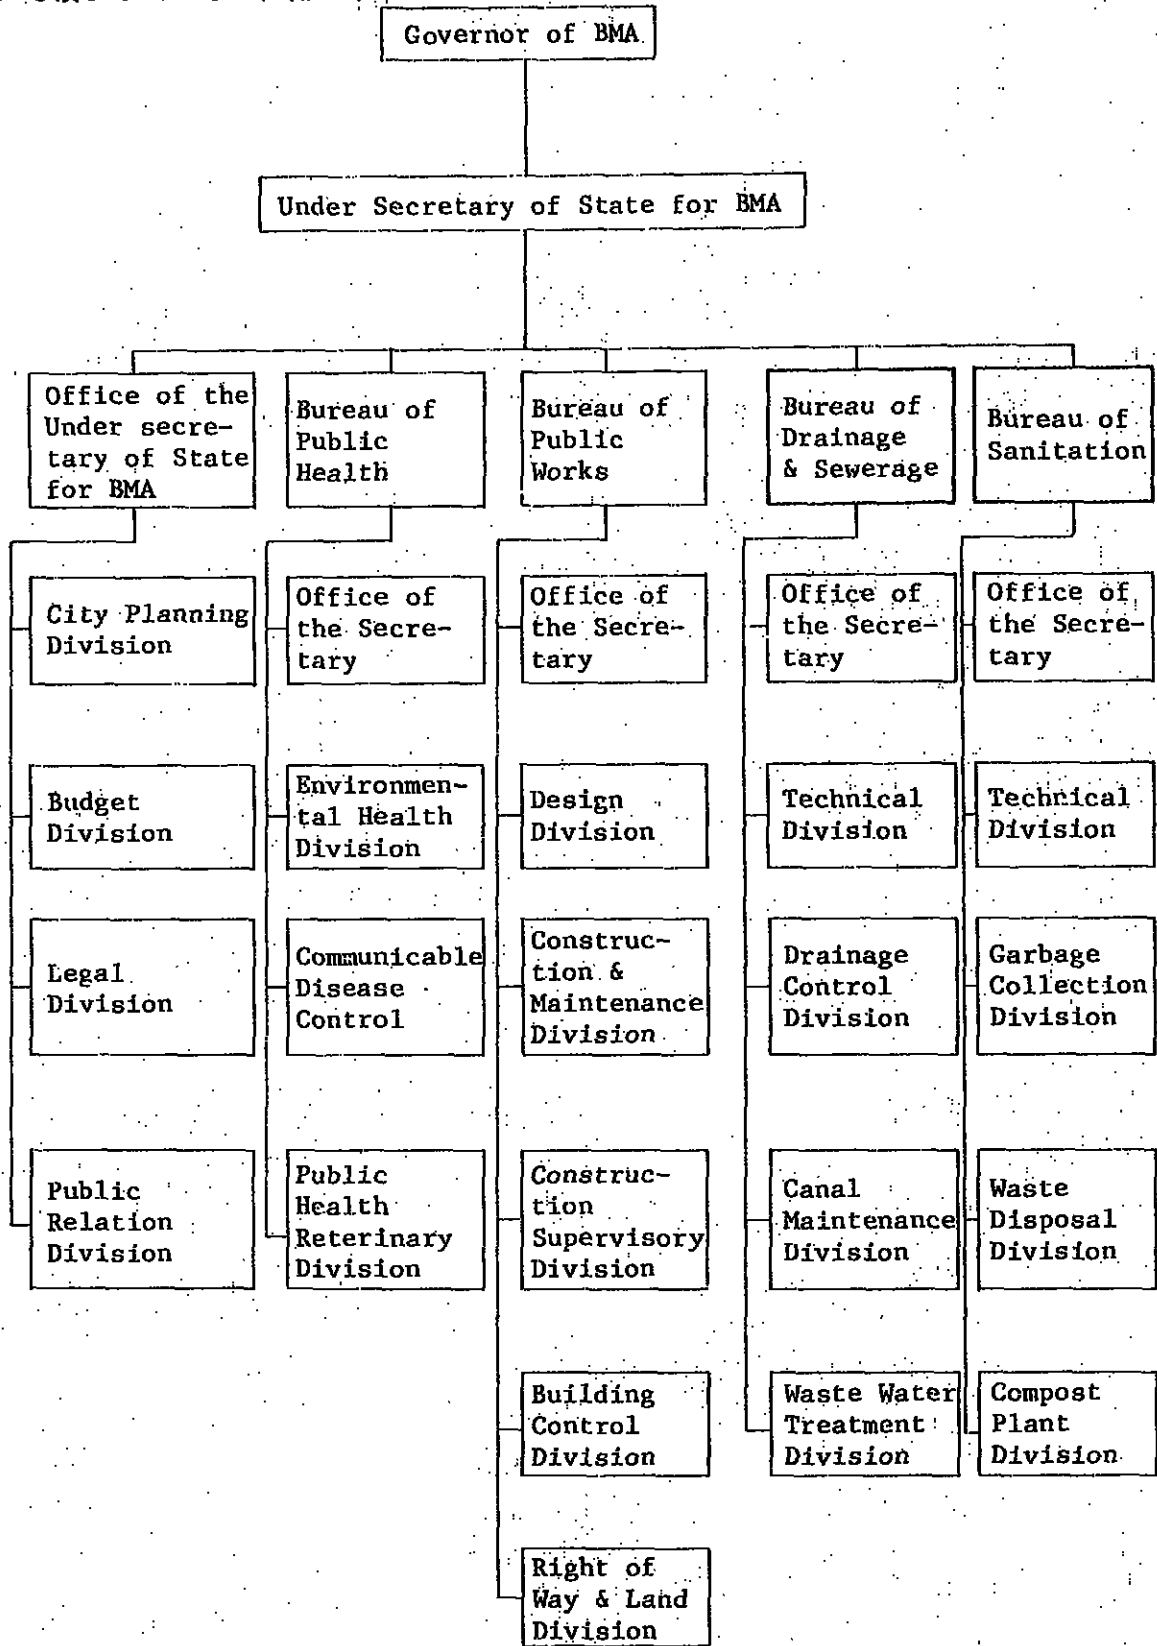 Governor of BMA
Under Secretary of State for BMA
Office of the
Under secre-
tary of State
for BMA
City Planning
Division
Budget
Division
Legal
Division
Public
Relation
Division
Bureau of
Public
Health
Office of
the Secre-
tary
Environmen-
tal Health
Division
Communicable
Disease
Control
Public
Health
Reterinary
Division
Bureau of
Public
Works
Office of
the Secre-
tary
Design
Division
Construc-
tion &
Maintenance
Division
Construc-
tion
Supervisory
Division
Building
Control
Division
Right of
Way & Land
Division
Bureau of
Drainage
& Sewerage
Office of
the Secre-
tary
Technical
Division
Drainage
Control
Division
Canal
Maintenance
Division
Waste Water
Treatment
Division
Bureau of
Sanitation
Office of
the Secre-
tary
Technical
Division
Garbage
Collection
Division
Waste
Disposal
Division
Compost
Plant
Division